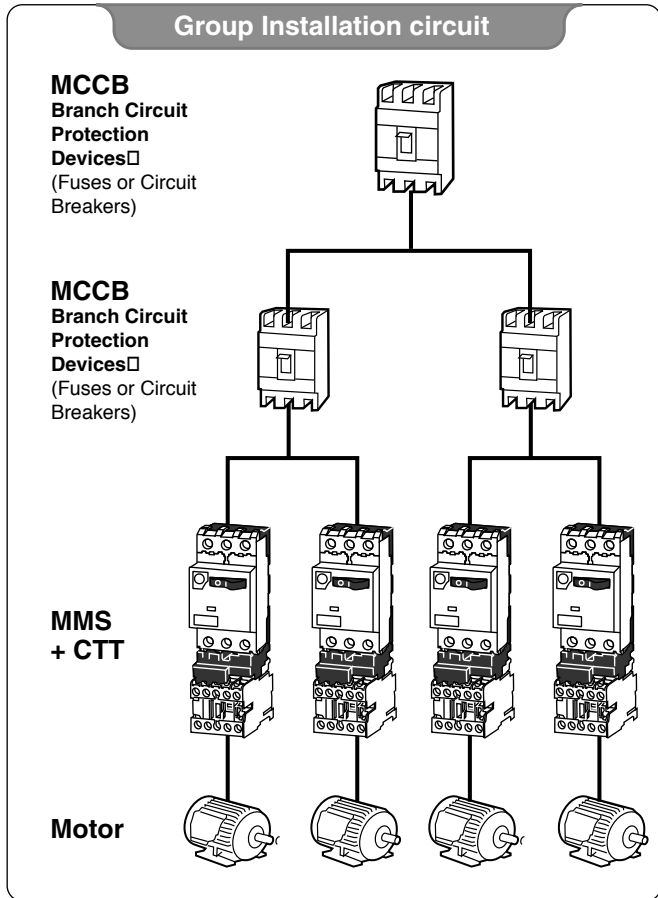 Group Installation circuit
MCCB
Branch Circuit
Protection
Devices□
(Fuses or Circuit
Breakers)
MCCB
Branch Circuit
Protection
Devices□
(Fuses or Circuit
Breakers)
MMS
+ CTT
Motor